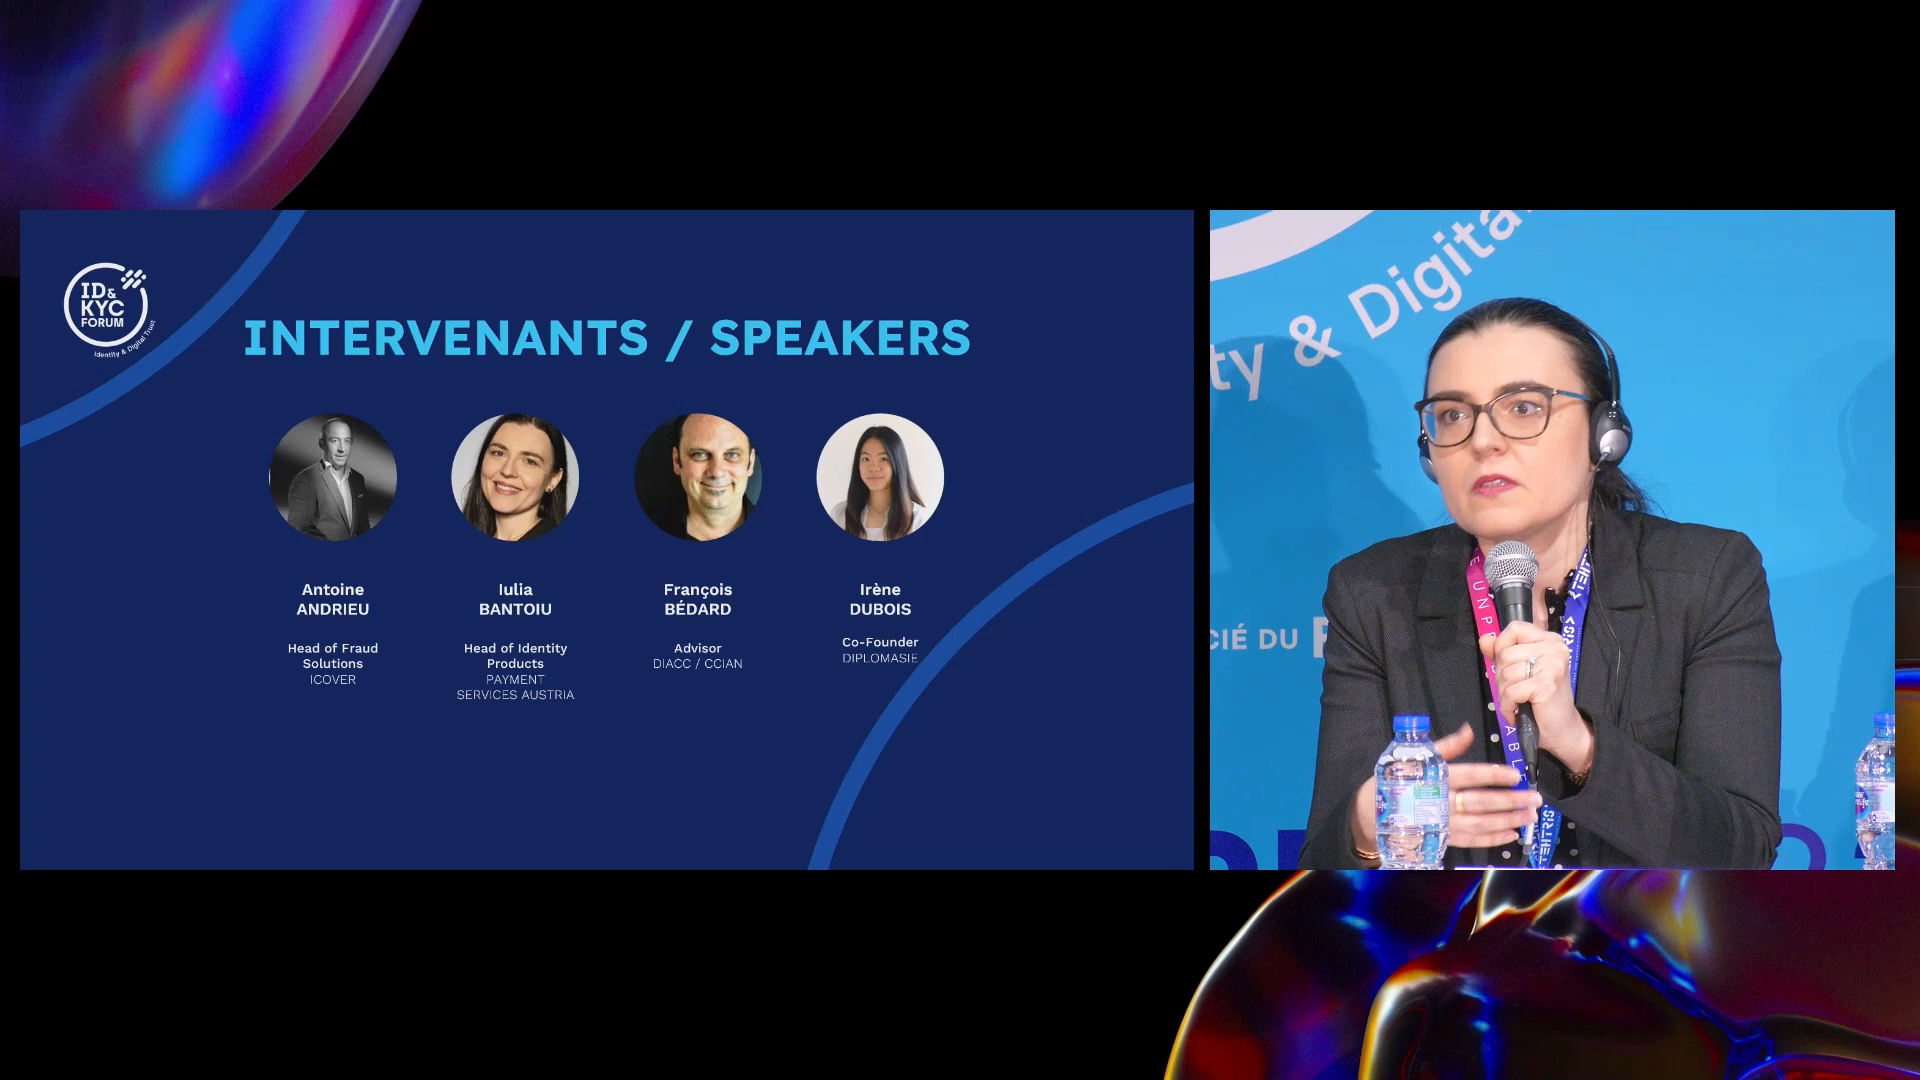 ID&
KYC
FORUM
Identity & Digital Trust
INTERVENANTS / SPEAKERS
Antoine
ANDRIEU
Head of Fraud
Solutions
ICOVER
Iulia
BANTOIU
Head of Identity
Products
PAYMENT
SERVICES AUSTRIA
François
BÉDARD
Advisor
DIACC / CCIAN
Irène
DUBOIS
Co-Founder
DIPLOMASIE
ty & Digital
CIÉ DU